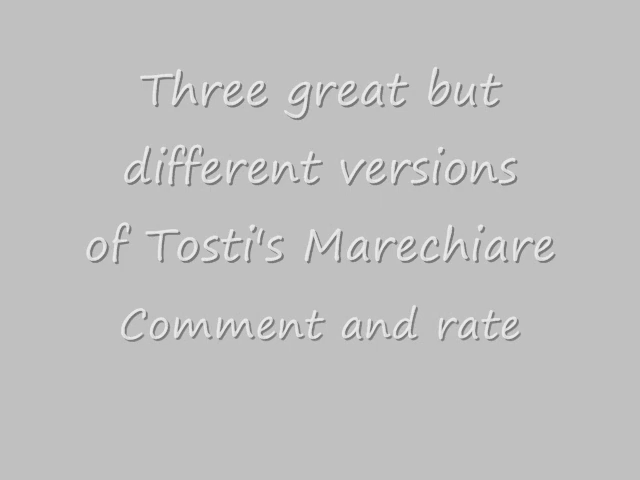 Three great but
different versions
of Tosti's Marechiare
Comment and rate